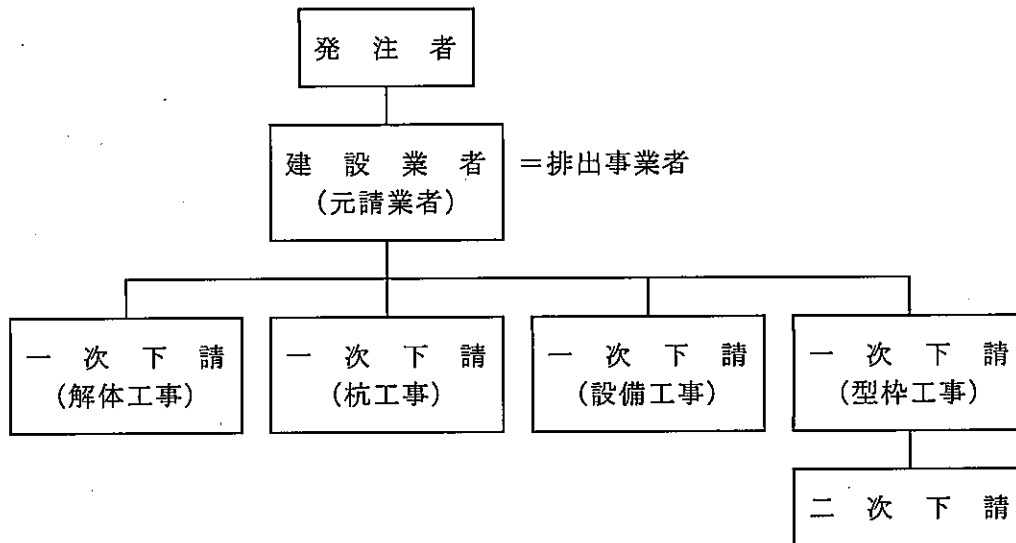 発注者
建設業者
(元請業者)
=排出事業者
一次下請
(解体工事)
一次下請
(杭工事)
一次下請
(設備工事)
一次下請
(型枠工事)
二次下請